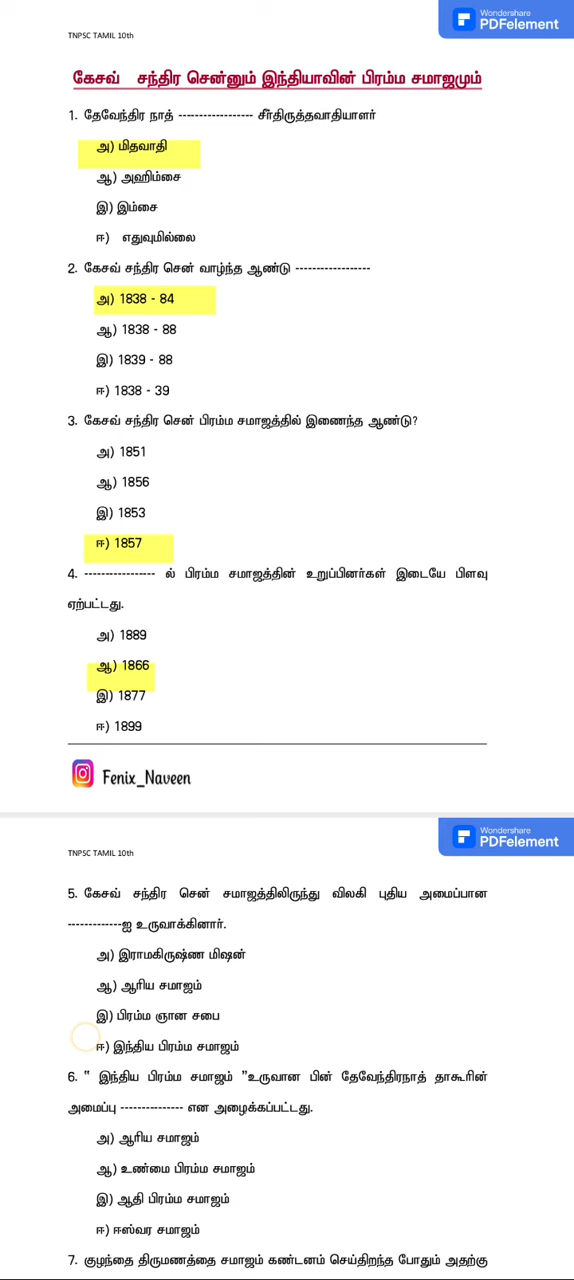 Wondershare
PDFelement
TNPSC TAMIL 10th
கேசவ் சந்திர சென்னும் இந்தியாவின் பிரம்ம சமாஜமும்
1. தேவேந்திர நாத் ------------------ சீர்திருத்தவாதியாளர்
அ) மிதவாதி
ஆ) அஹிம்சை
இ) இம்சை
ஈ) எதுவுமில்லை
2. கேசவ் சந்திர சென் வாழ்ந்த ஆண்டு ------------------
அ) 1838 - 84
ஆ) 1838 - 88
இ) 1839 - 88
ஈ) 1838 - 39
3. கேசவ் சந்திர சென் பிரம்ம சமாஜத்தில் இணைந்த ஆண்டு?
அ) 1851
ஆ) 1856
இ) 1853
ஈ) 1857
4. ----------------- ல் பிரம்ம சமாஜத்தின் உறுப்பினர்கள் இடையே பிளவு
ஏற்பட்டது.
அ) 1889
ஆ) 1866
இ) 1877
ஈ) 1899
Fenix_Naveen
Wondershare
PDFelement
TNPSC TAMIL 10th
5. கேசவ் சந்திர சென் சமாஜத்திலிருந்து விலகி புதிய அமைப்பான
-------------ஐ உருவாக்கினார்.
அ) இராமகிருஷ்ண மிஷன்
ஆ) ஆரிய சமாஜம்
இ) பிரம்ம ஞான சபை
ஈ) இந்திய பிரம்ம சமாஜம்
6. “ இந்திய பிரம்ம சமாஜம் ”உருவான பின் தேவேந்திரநாத் தாகூரின்
அமைப்பு --------------- என அழைக்கப்பட்டது.
அ) ஆரிய சமாஜம்
ஆ) உண்மை பிரம்ம சமாஜம்
இ) ஆதி பிரம்ம சமாஜம்
ஈ) ஈஸ்வர சமாஜம்
7. குழந்தை திருமணத்தை சமாஜம் கண்டனம் செய்திறந்த போதும் அதற்கு